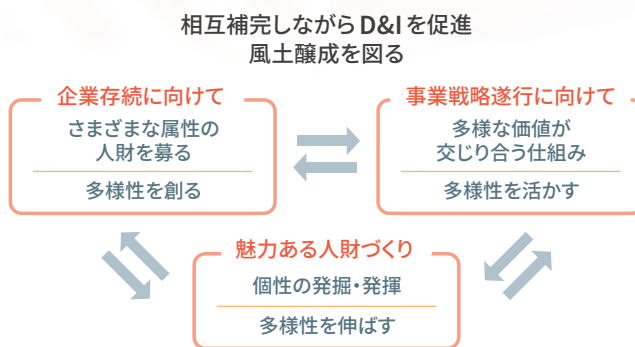 相互補完しながら D&Iを促進
風土醸成を図る
企業存続に向けて
さまざまな属性の
人財を募る
多様性を創る
事業戦略遂行に向けて
多様な価値が
交じり合う仕組み
多様性を活かす
魅力ある人財づくり
個性の発掘・発揮
多様性を伸ばす